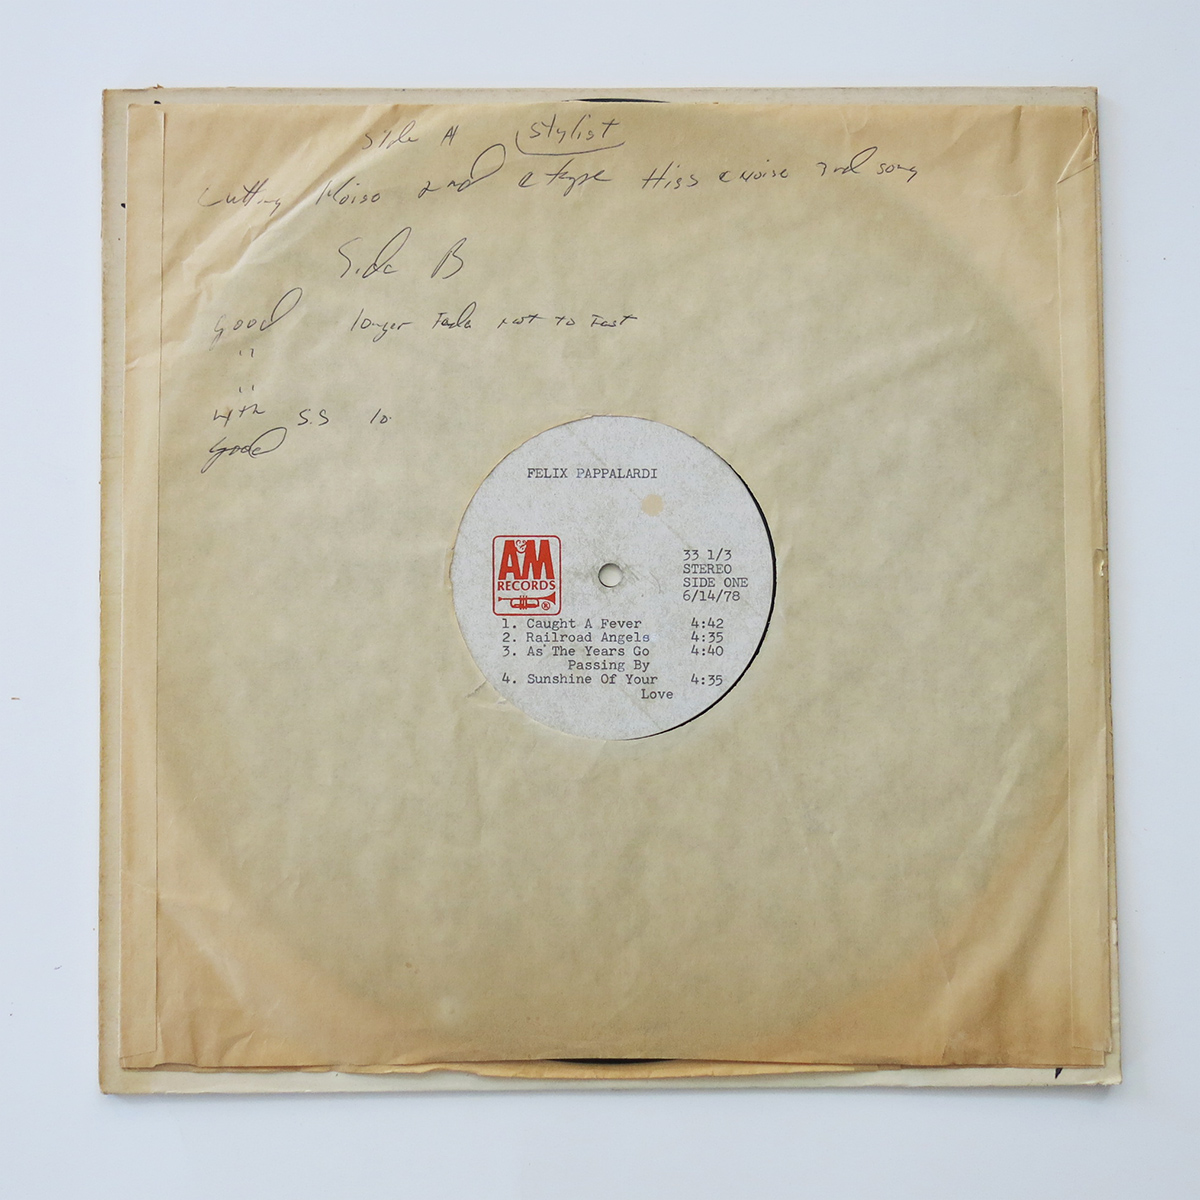 Side A stylist
Cutting Noise 2nd @ tape Hiss & Noise 2nd song
Side B
good longer Fade not to Fast
"
"
with S.S 10.
good
FELIX PAPPALARDI
A&M
RECORDS
®
33 1/3
STEREO
SIDE ONE
6/14/78
1. Caught A Fever 4:42
2. Railroad Angels 4:35
3. As The Years Go 4:40
Passing By
4. Sunshine Of Your 4:35
Love